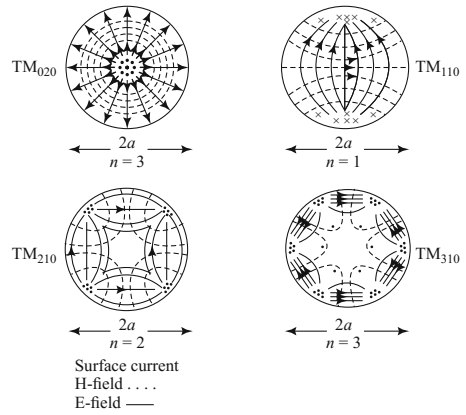 TM020
TM110
2a
n = 3
2a
n = 1
TM210
TM310
2a
n = 2
2a
n = 3
Surface current
H-field . . . .
E-field ——